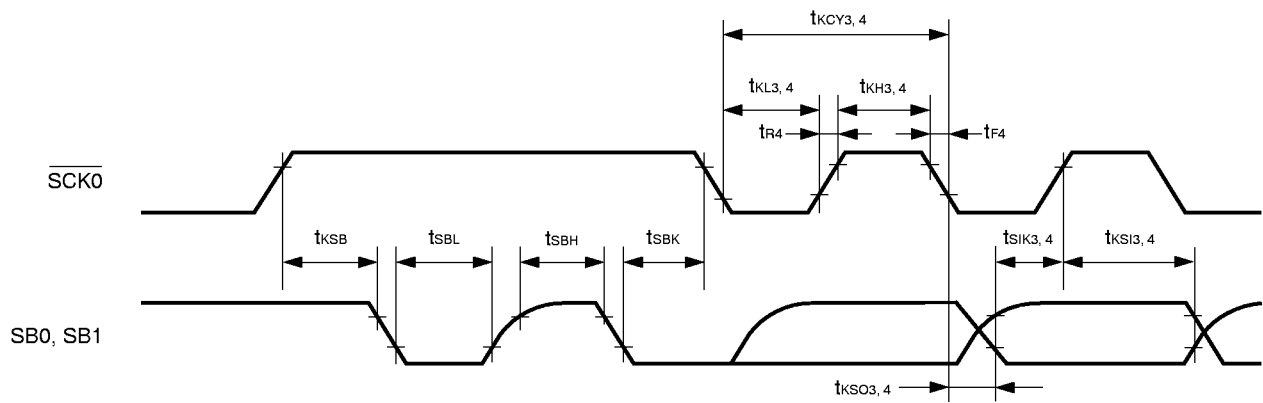 tKCY3, 4
tKL3, 4 tKH3, 4
tR4 tF4
SCK0
tKSB tSBL tSBH tSBK tSIK3, 4 tKSI3, 4
SB0, SB1
tKSO3, 4